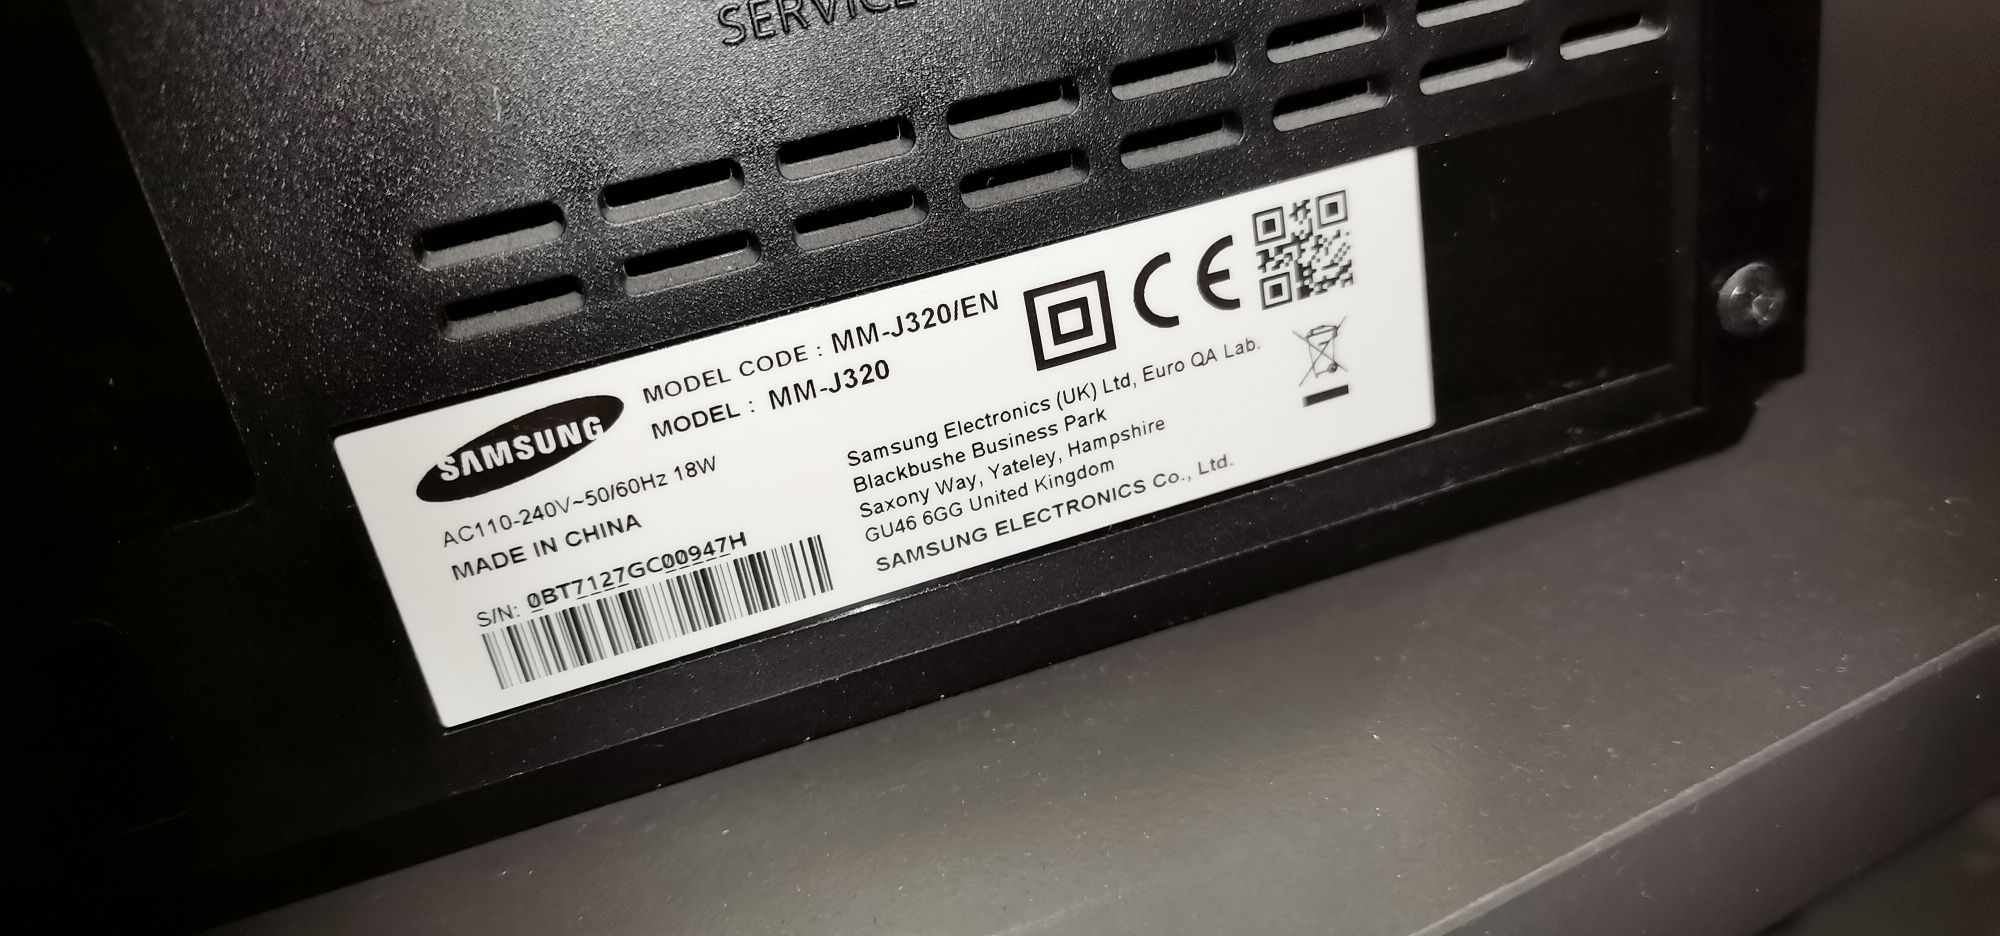 SERVICE
SAMSUNG
MODEL CODE : MM-J320/EN
MODEL : MM-J320
AC110-240V~50/60Hz 18W
MADE IN CHINA
S/N: 0BT7127GC00947H
CE
Samsung Electronics (UK) Ltd, Euro QA Lab.
Blackbushe Business Park
Saxony Way, Yateley, Hampshire
GU46 6GG United Kingdom
SAMSUNG ELECTRONICS Co., Ltd.